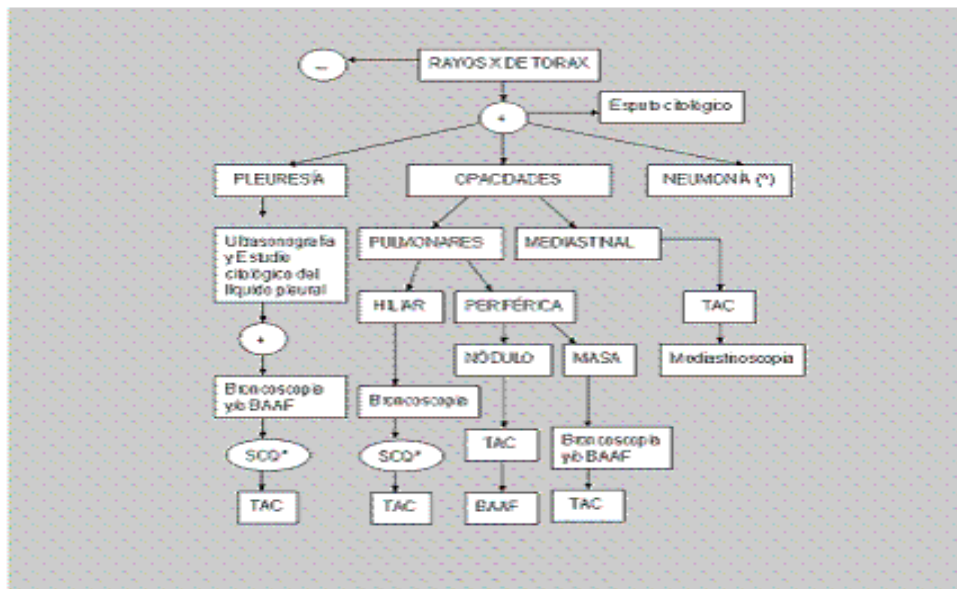 RAYOS X DE TORAX
Esputo citológico
+
PLEURESÍA
OPACIDADES
NEUMONÍA (*)
Ultrasonografía
y Estudio
citológico del
líquido pleural
PULMONARES
MEDIASTINAL
HILIAR
PERIFÉRICA
TAC
+
NÓDULO
MASA
Mediastinoscopia
Broncoscopia
y/o BAAF
Broncoscopia
TAC
Broncoscopia
y/o BAAF
SCQ*
SCQ*
TAC
TAC
BAAF
TAC